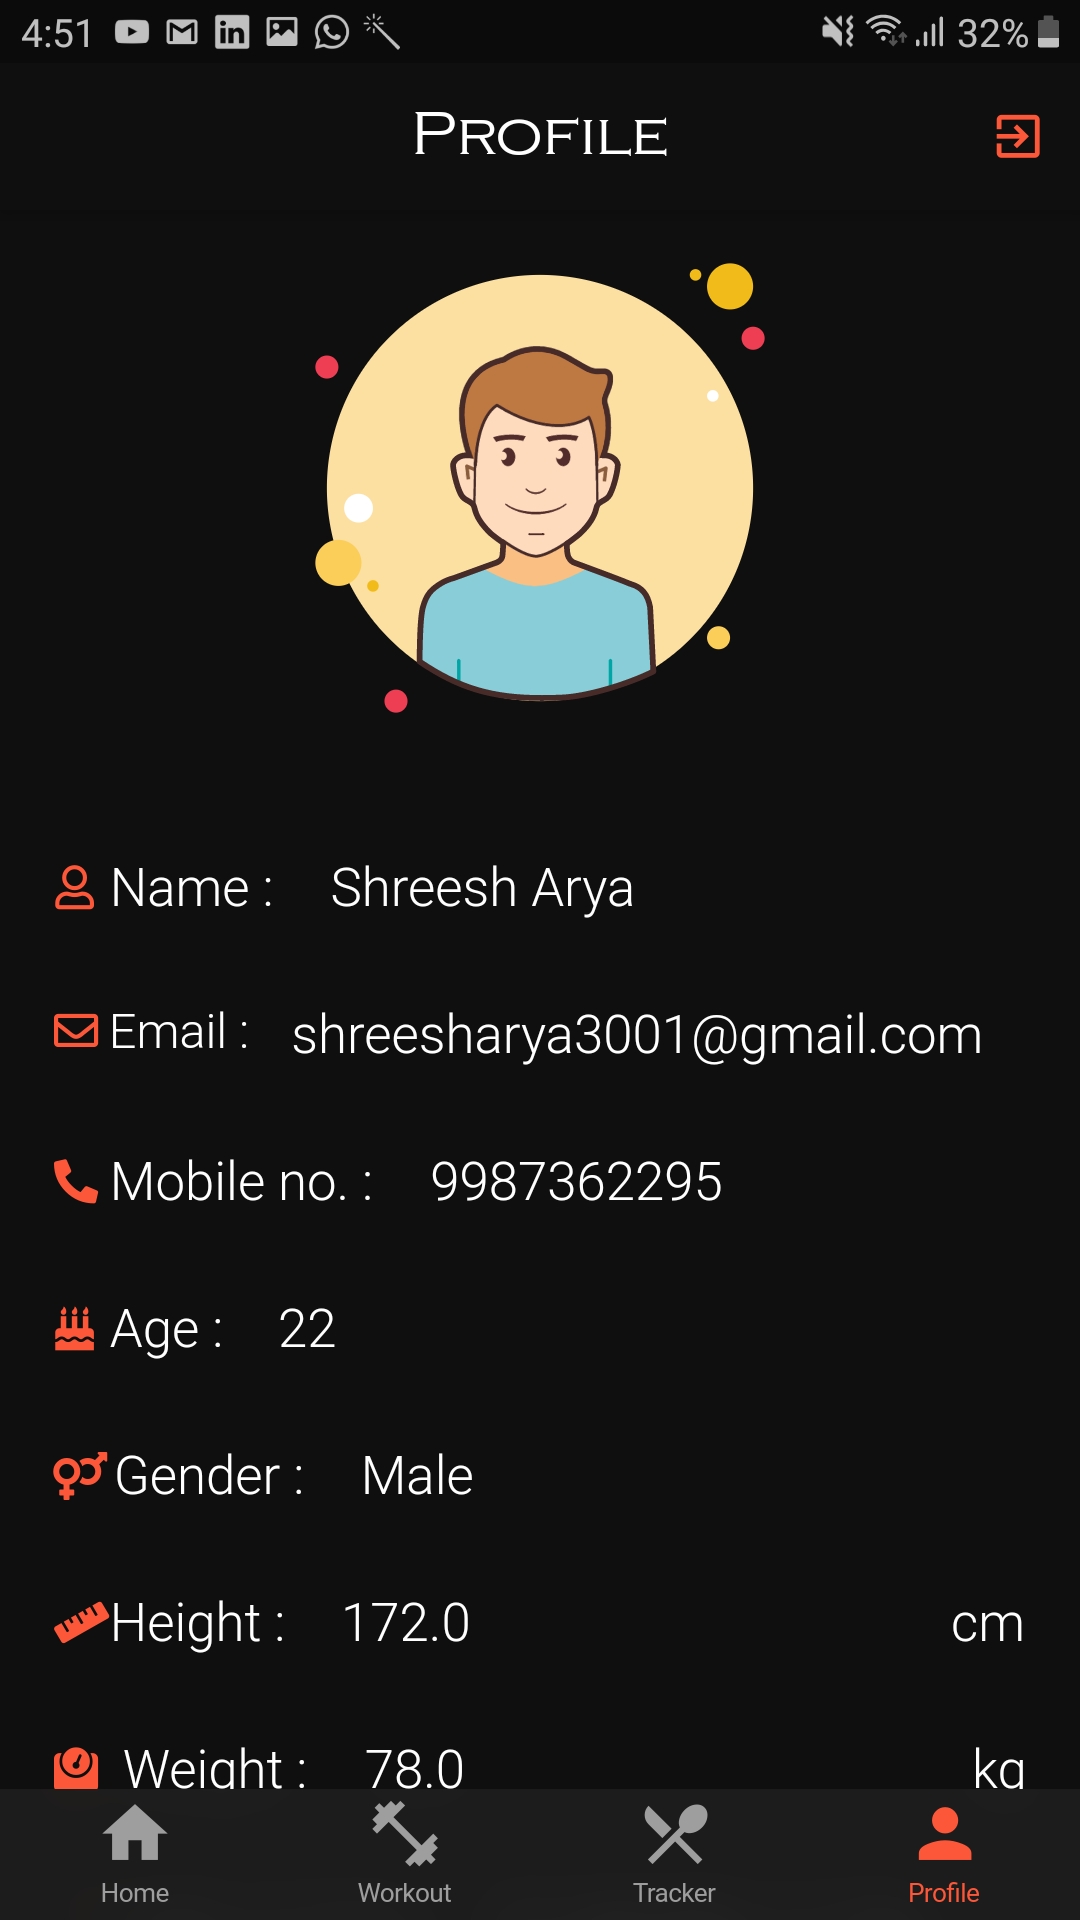 4:51 32%
Profile
Name : Shreesh Arya
Email : shreesharya3001@gmail.com
Mobile no. : 9987362295
Age : 22
Gender : Male
Height : 172.0 cm
Weight : 78.0 kg
Home Workout Tracker Profile